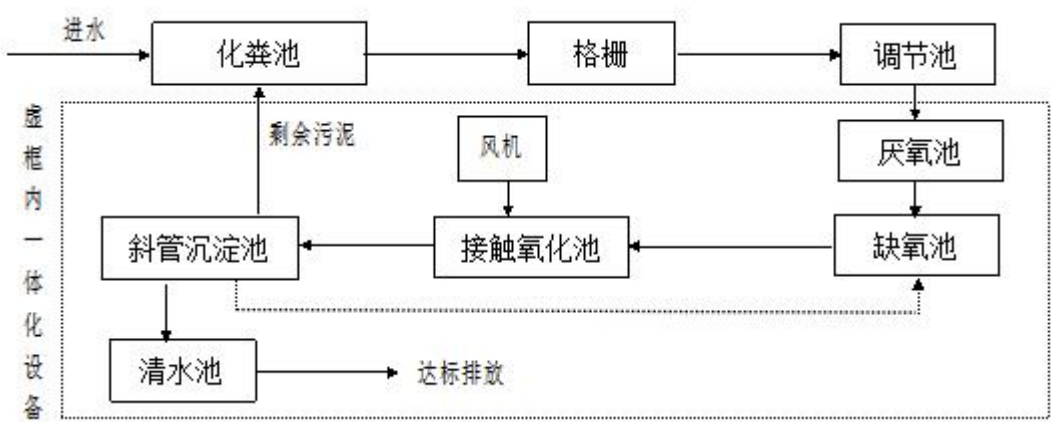 进水
化粪池
格栅
调节池
虚框内一体化设备
剩余污泥
风机
厌氧池
斜管沉淀池
接触氧化池
缺氧池
清水池
达标排放